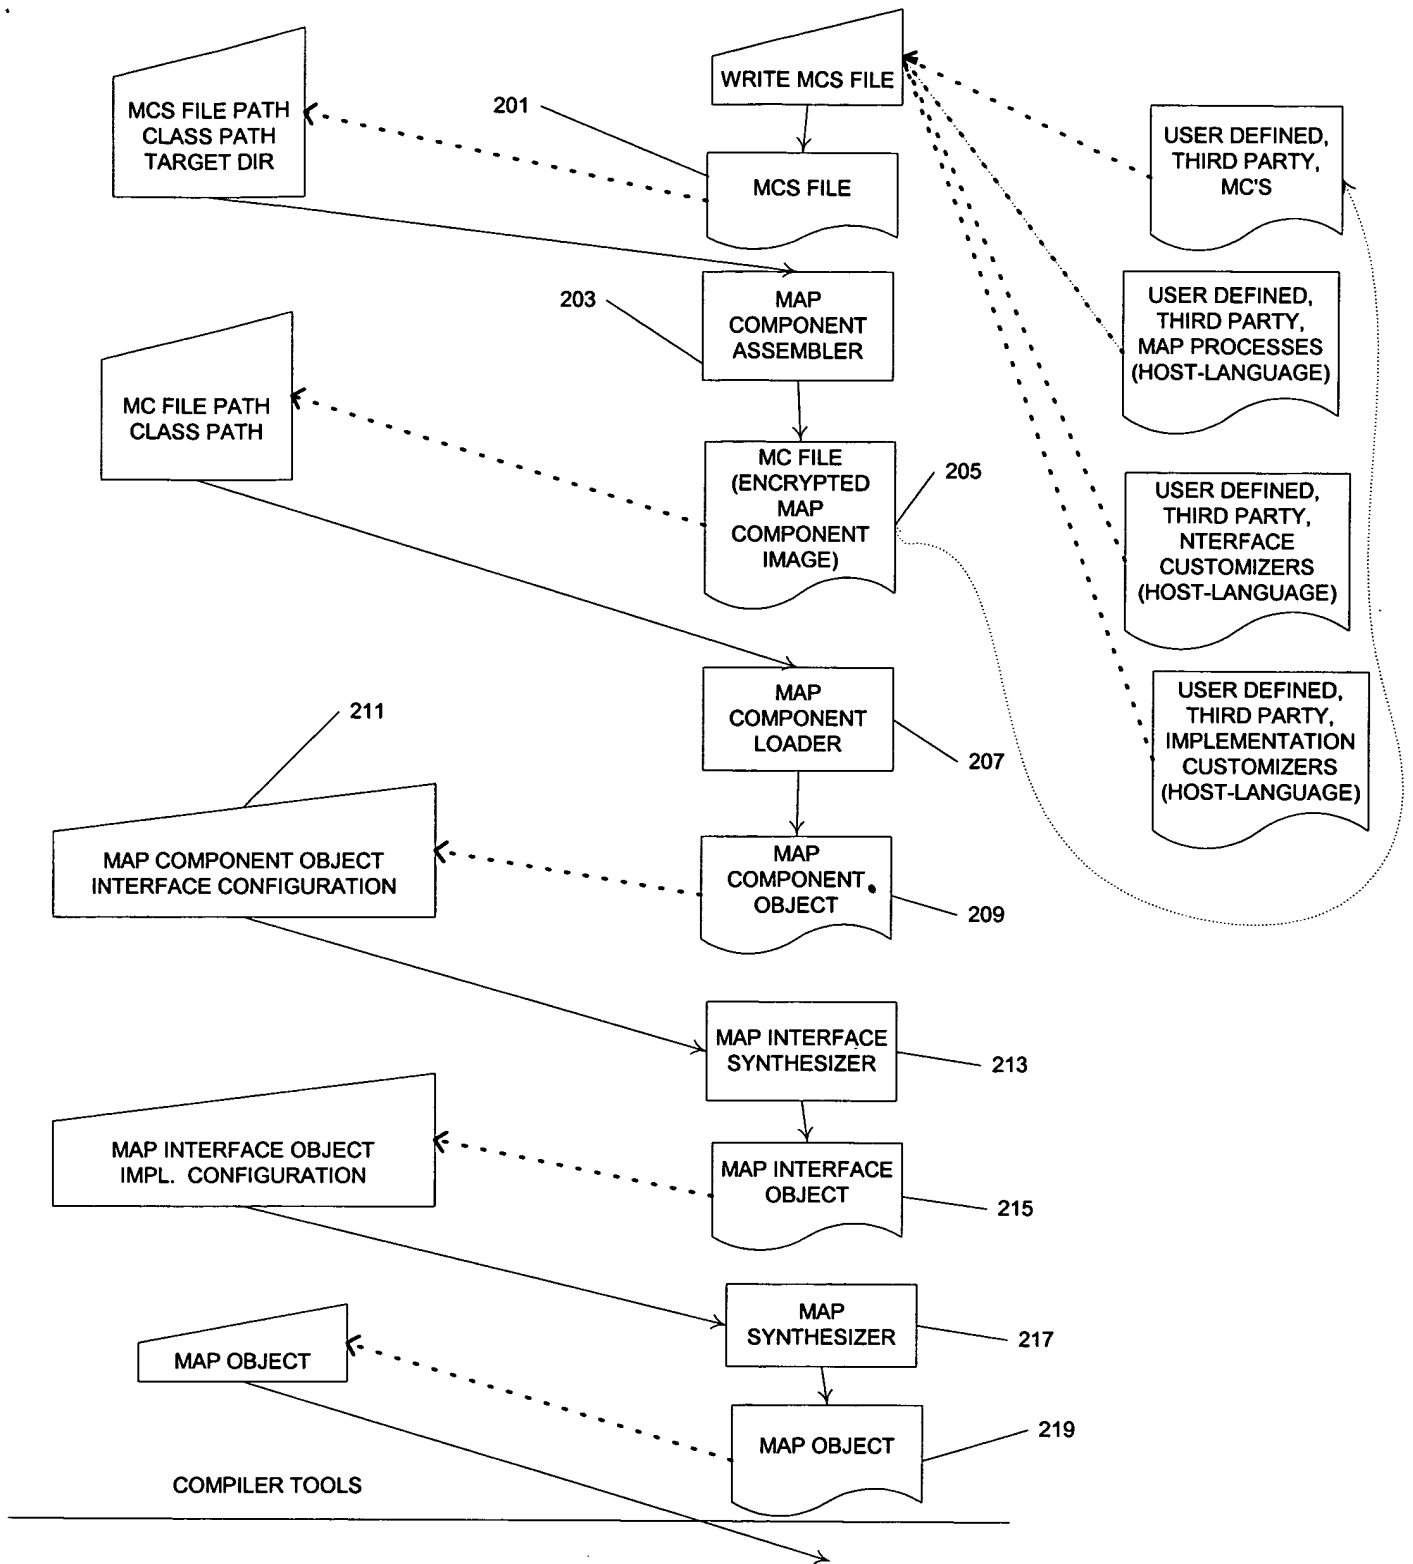 WRITE MCS FILE
MCS FILE PATH
CLASS PATH
TARGET DIR
201
MCS FILE
USER DEFINED,
THIRD PARTY,
MC'S
203
MAP
COMPONENT
ASSEMBLER
USER DEFINED,
THIRD PARTY,
MAP PROCESSES
(HOST-LANGUAGE)
MC FILE PATH
CLASS PATH
MC FILE
(ENCRYPTED
MAP
COMPONENT
IMAGE)
205
USER DEFINED,
THIRD PARTY,
NTERFACE
CUSTOMIZERS
(HOST-LANGUAGE)
MAP
COMPONENT
LOADER
207
USER DEFINED,
THIRD PARTY,
IMPLEMENTATION
CUSTOMIZERS
(HOST-LANGUAGE)
211
MAP COMPONENT OBJECT
INTERFACE CONFIGURATION
MAP
COMPONENT
OBJECT
209
MAP INTERFACE
SYNTHESIZER
213
MAP INTERFACE OBJECT
IMPL. CONFIGURATION
MAP INTERFACE
OBJECT
215
MAP
SYNTHESIZER
217
MAP OBJECT
MAP OBJECT
219
COMPILER TOOLS